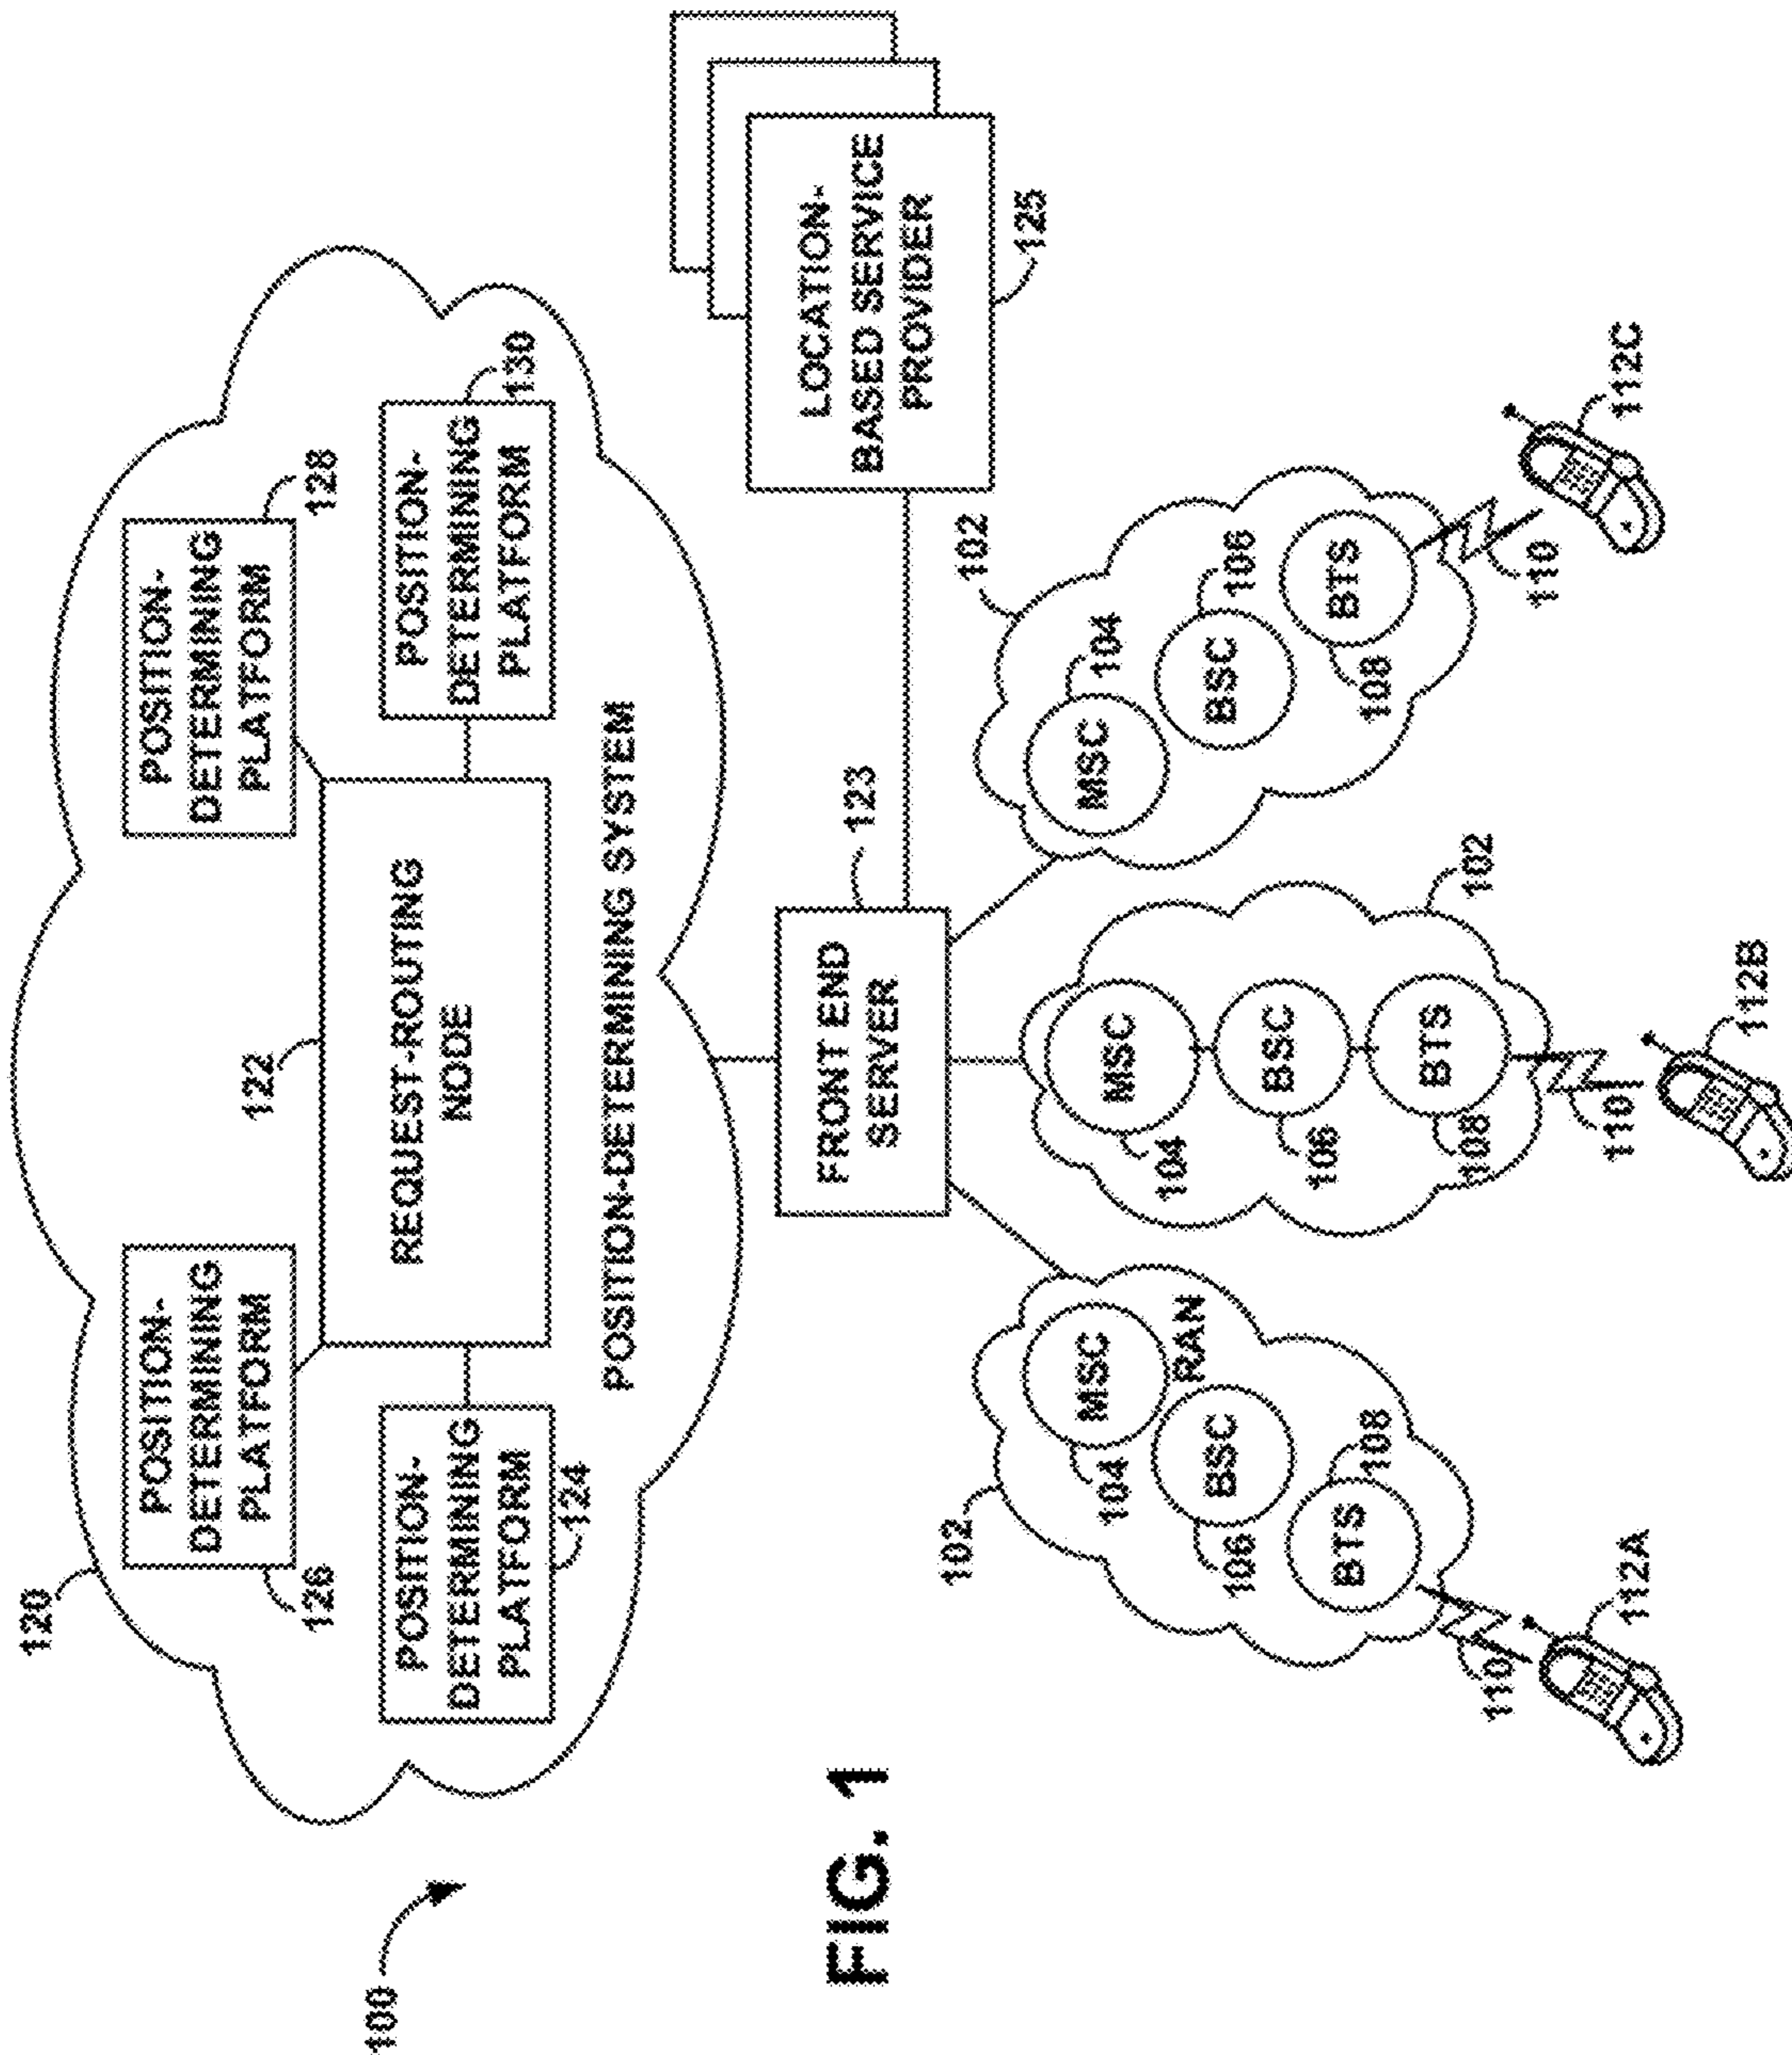 100
120
POSITION-
DETERMINING
PLATFORM
126
POSITION-
DETERMINING
PLATFORM
128
122
REQUEST-ROUTING
NODE
POSITION-
DETERMINING
PLATFORM
124
POSITION-
DETERMINING
PLATFORM
130
POSITION-DETERMINING SYSTEM
FRONT END
SERVER
123
LOCATION-
BASED SERVICE
PROVIDER
125
102
MSC
104
RAN
BSC
106
BTS
108
110
112A
102
MSC
104
BSC
106
BTS
108
110
112B
102
MSC
104
BSC
106
BTS
108
110
112C
FIG. 1